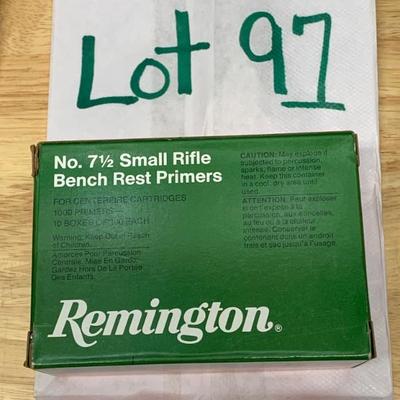 Lot 97
No. 7½ Small Rifle
Bench Rest Primers
FOR CENTERFIRE CARTRIDGES
1000 PRIMERS
10 BOXES OF 100 EACH
Warning: Keep Out of Reach
of Children.
Amorces Pour Percussion
Centrale. Mise En Garde:
Gardez Hors De La Portée
Des Enfants.
CAUTION: May explode if
subjected to percussion,
sparks, flame or intense
heat. Keep this container
in a cool, dry area until
used.
ATTENTION: Peut exploser
si on l'expose à la
percussion, aux étincelles,
au feu ou à une chaleur
intense. Conserver le
contenant dans un endroit
frais et sec jusqu'à l'usage.
Remington®